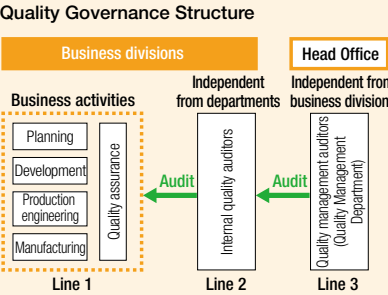 Quality Governance Structure
Business divisions
Head Office
Business activities
Independent
from departments
Independent from
business division
Planning
Development
Production
engineering
Manufacturing
Quality assurance
Audit
Internal quality auditors
Audit
Quality management auditors
(Quality Management
Department)
Line 1
Line 2
Line 3